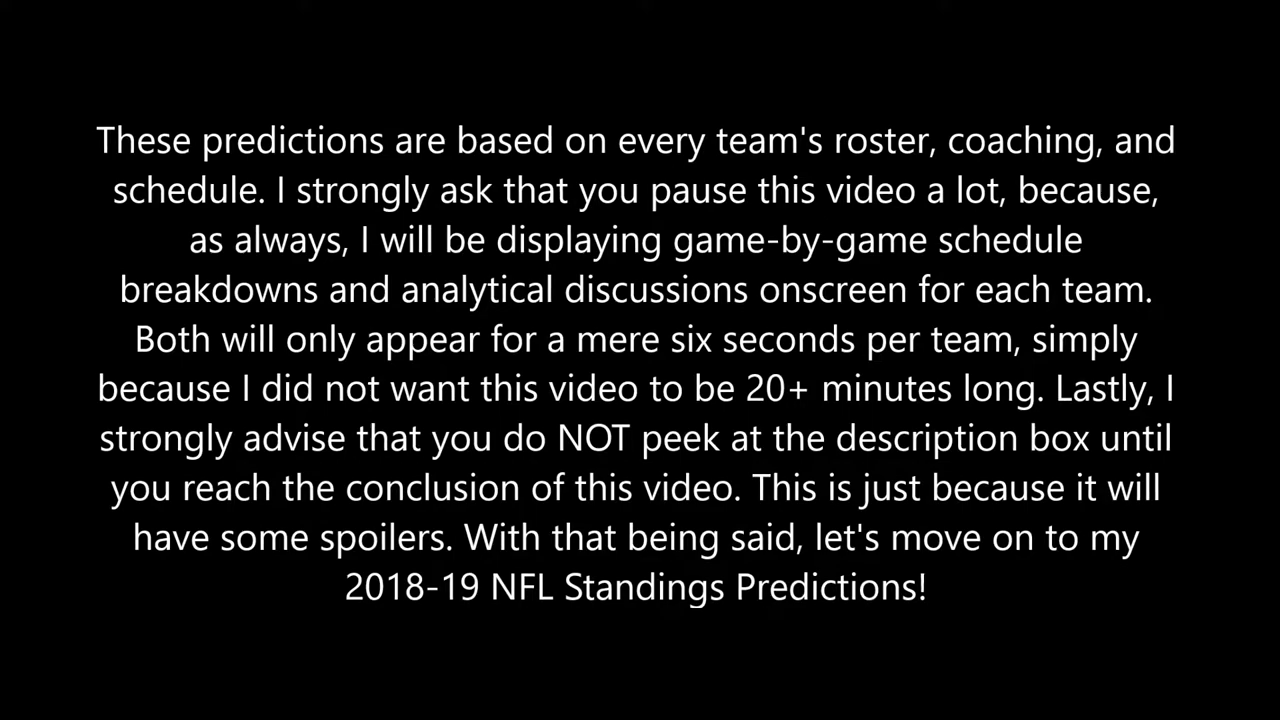 These predictions are based on every team's roster, coaching, and
schedule. I strongly ask that you pause this video a lot, because,
as always, I will be displaying game-by-game schedule
breakdowns and analytical discussions onscreen for each team.
Both will only appear for a mere six seconds per team, simply
because I did not want this video to be 20+ minutes long. Lastly, I
strongly advise that you do NOT peek at the description box until
you reach the conclusion of this video. This is just because it will
have some spoilers. With that being said, let's move on to my
2018-19 NFL Standings Predictions!